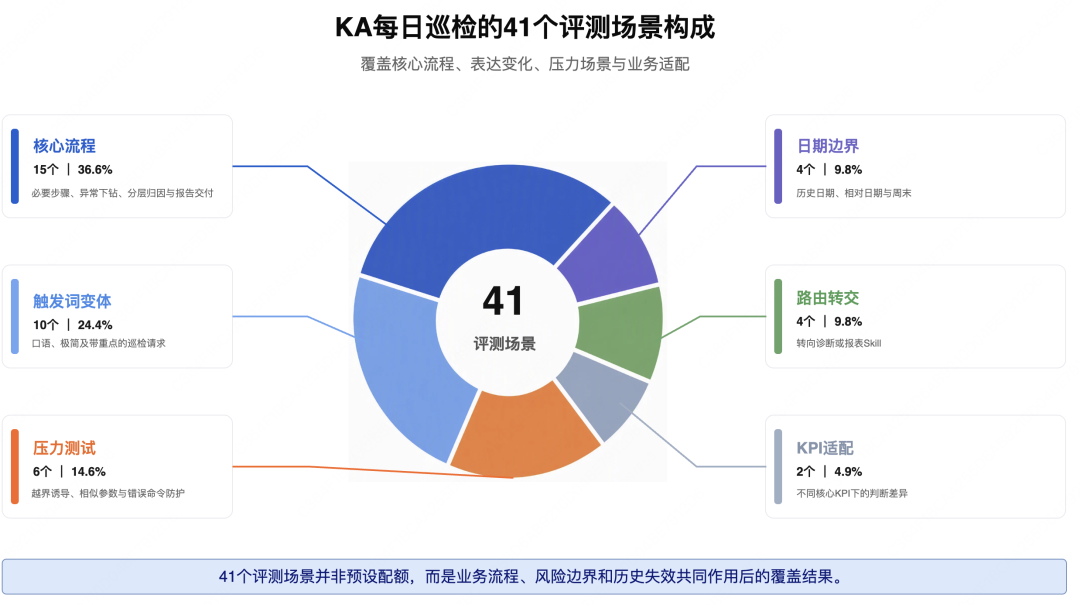 KA每日巡检的41个评测场景构成
覆盖核心流程、表达变化、压力场景与业务适配
核心流程
15个 | 36.6%
必要步骤、异常下钻、分层归因与报告交付
触发词变体
10个 | 24.4%
口语、极简及带重点的巡检请求
压力测试
6个 | 14.6%
越界诱导、相似参数与错误命令防护
41
评测场景
日期边界
4个 | 9.8%
历史日期、相对日期与周末
路由转交
4个 | 9.8%
转向诊断或报表Skill
KPI适配
2个 | 4.9%
不同核心KPI下的判断差异
41个评测场景并非预设配额，而是业务流程、风险边界和历史失效共同作用后的覆盖结果。